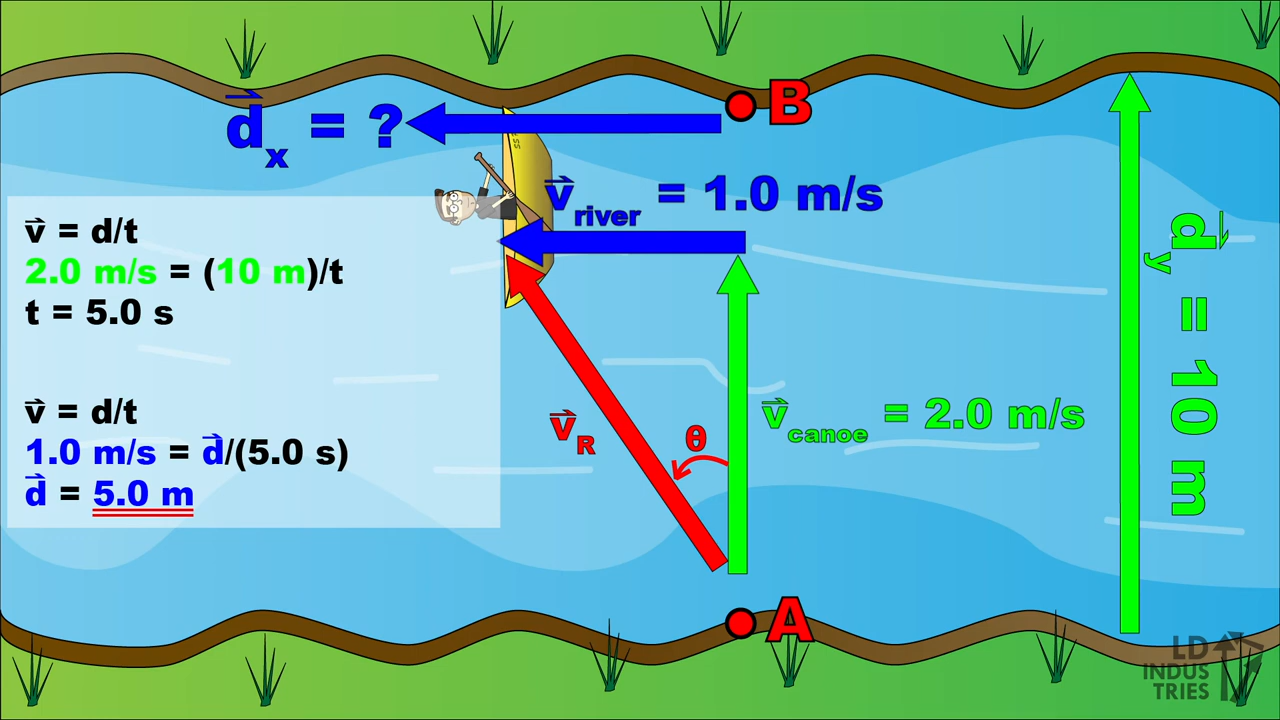 B
d⃗x = ?
v⃗river = 1.0 m/s
v⃗ = d/t
2.0 m/s = (10 m)/t
t = 5.0 s
v⃗ = d/t
1.0 m/s = d⃗/(5.0 s)
d⃗ = 5.0 m
v⃗R
θ
v⃗canoe = 2.0 m/s
d⃗y = 10 m
A
LD
INDUS
TRIES